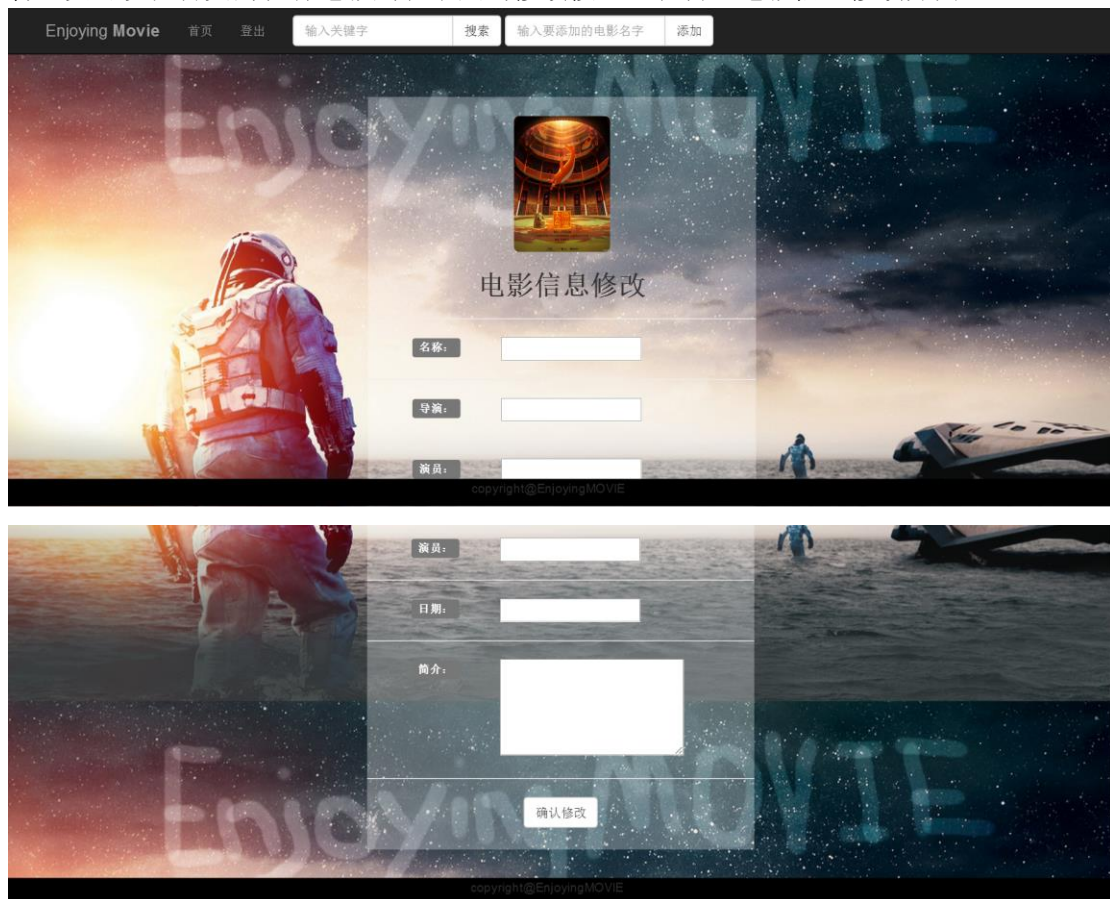 Enjoying Movie 首页 登出 输入关键字 搜索 输入要添加的电影名字 添加
Enjoying MOVIE
电影信息修改
名称：
导演：
演员：
copyright@EnjoyingMOVIE
演员：
日期：
简介：
Enjoying MOVIE
确认修改
copyright@EnjoyingMOVIE